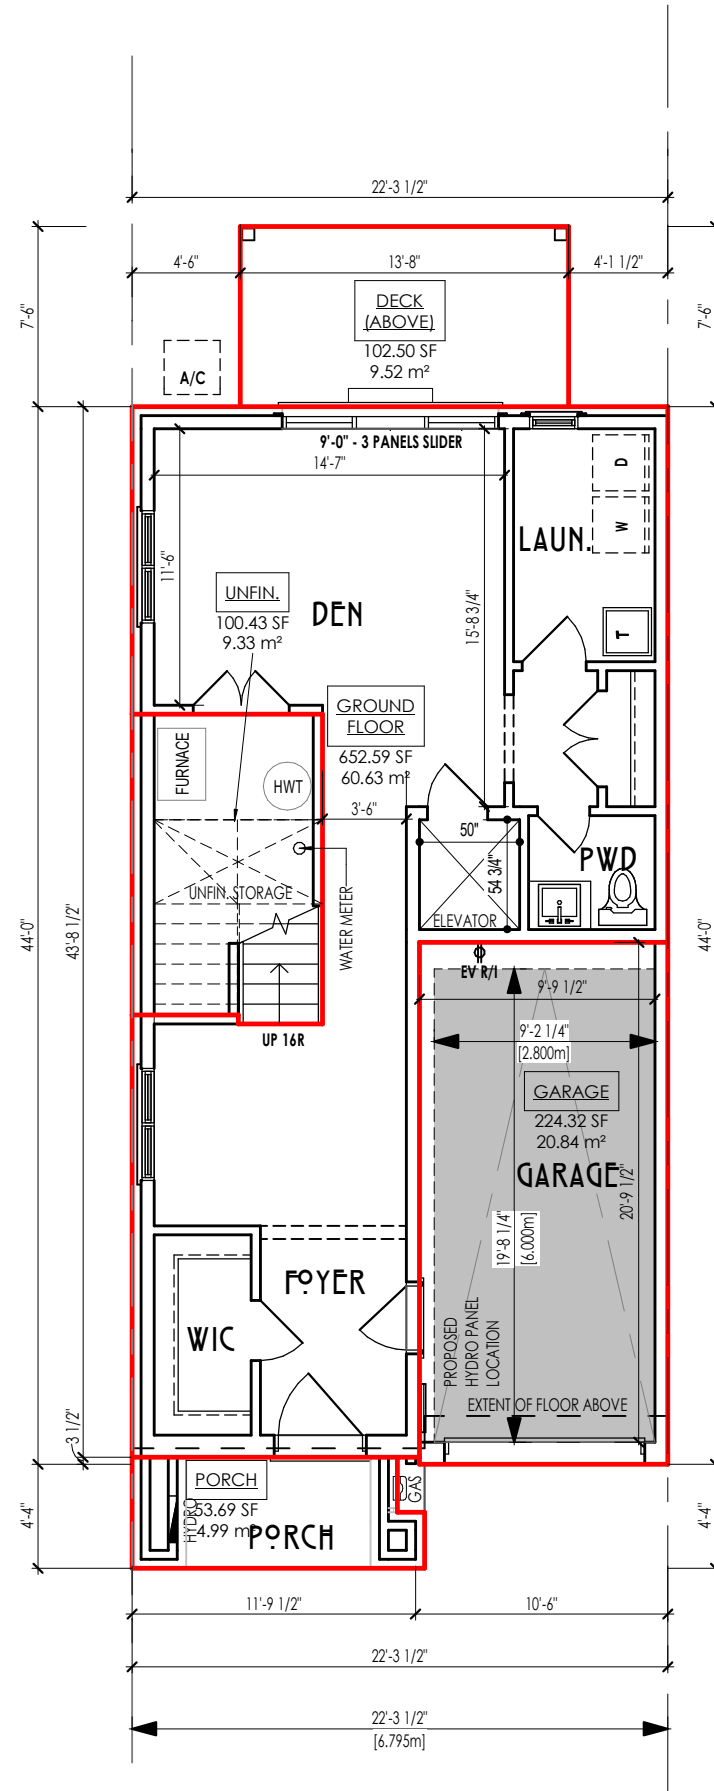 22'-3 1/2"
4'-6"
13'-8"
4'-1 1/2"
7'-6"
7'-6"
DECK
(ABOVE)
102.50 SF
9.52 m²
A/C
9'-0" - 3 PANELS SLIDER
14'-7"
D
W
LAUN.
11'-6"
UNFIN.
100.43 SF
9.33 m²
DEN
15'-8 3/4"
T
GROUND
FLOOR
652.59 SF
60.63 m²
FURNACE
HWT
3'-6"
50"
54 3/4"
PWD
UNFIN. STORAGE
WATER METER
ELEVATOR
44'-0"
43'-8 1/2"
44'-0"
EV R/I
9'-9 1/2"
UP 16R
9'-2 1/4"
[2.800m]
GARAGE
224.32 SF
20.84 m²
GARAGE
20'-9 1/2"
19'-8 1/4"
[6.000m]
FOYER
WIC
PROPOSED
HYDRO PANEL
LOCATION
EXTENT OF FLOOR ABOVE
3 1/2"
PORCH
53.69 SF
4.99 m²
HYDRO
PORCH
GAS
4'-4"
4'-4"
11'-9 1/2"
10'-6"
22'-3 1/2"
22'-3 1/2"
[6.795m]